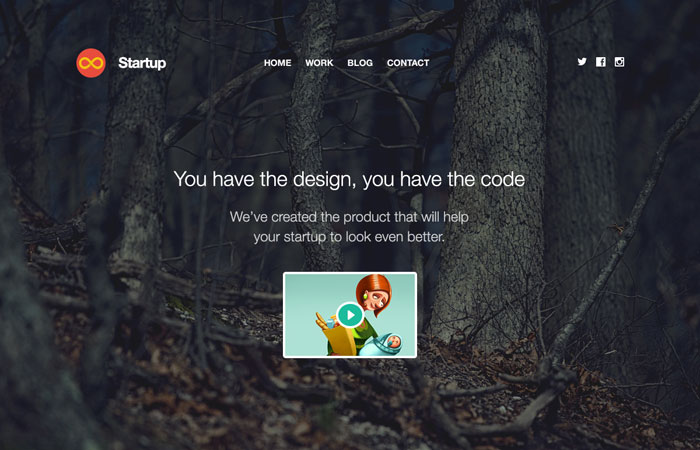 Startup
HOME WORK BLOG CONTACT
You have the design, you have the code
We've created the product that will help
your startup to look even better.